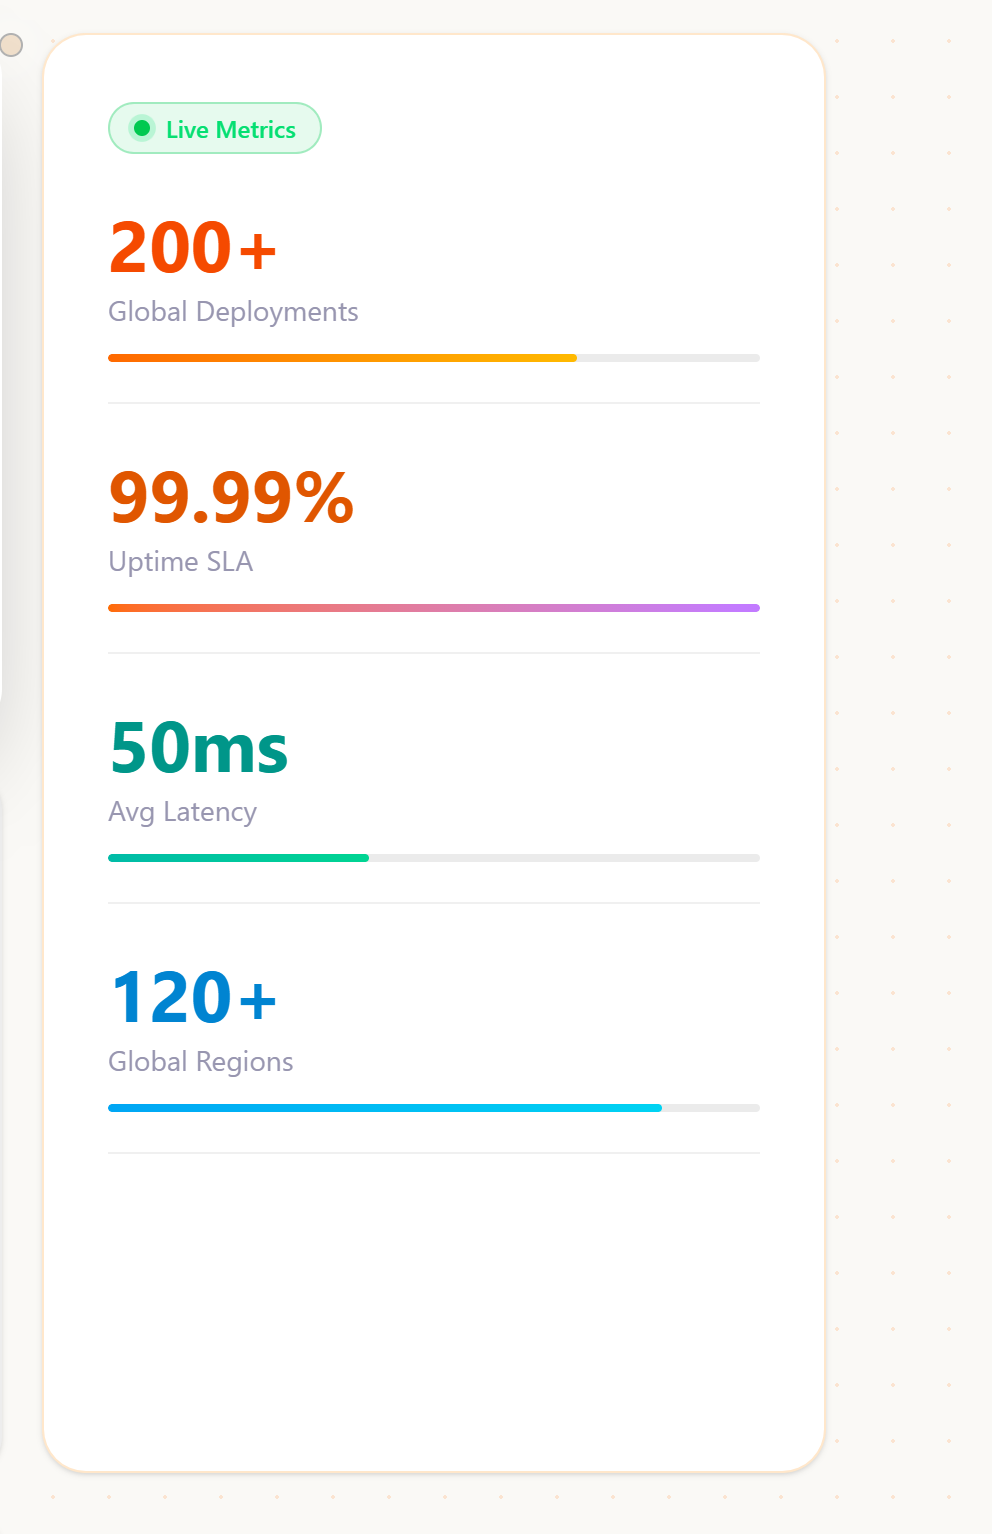 Live Metrics
200+
Global Deployments
99.99%
Uptime SLA
50ms
Avg Latency
120+
Global Regions